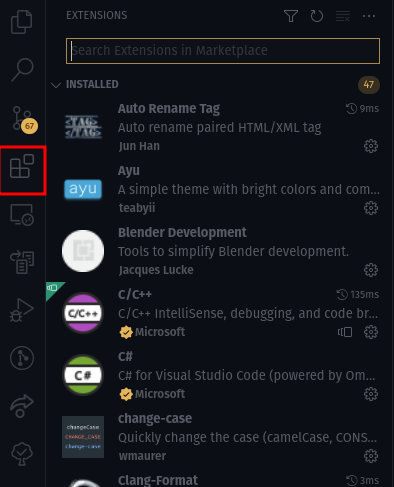 EXTENSIONS
Search Extensions in Marketplace
INSTALLED 47
67
Auto Rename Tag 9ms
Auto rename paired HTML/XML tag
Jun Han
Ayu
ayu
A simple theme with bright colors and com...
teabyii
Blender Development
Tools to simplify Blender development.
Jacques Lucke
C/C++ 135ms
C/C++
C/C++ IntelliSense, debugging, and code br...
Microsoft
C#
C#
C# for Visual Studio Code (powered by Om...
Microsoft
change-case
changeCase
CHANGE_CASE
change-case
Quickly change the case (camelCase, CONS...
wmaurer
Clang-Format 3ms